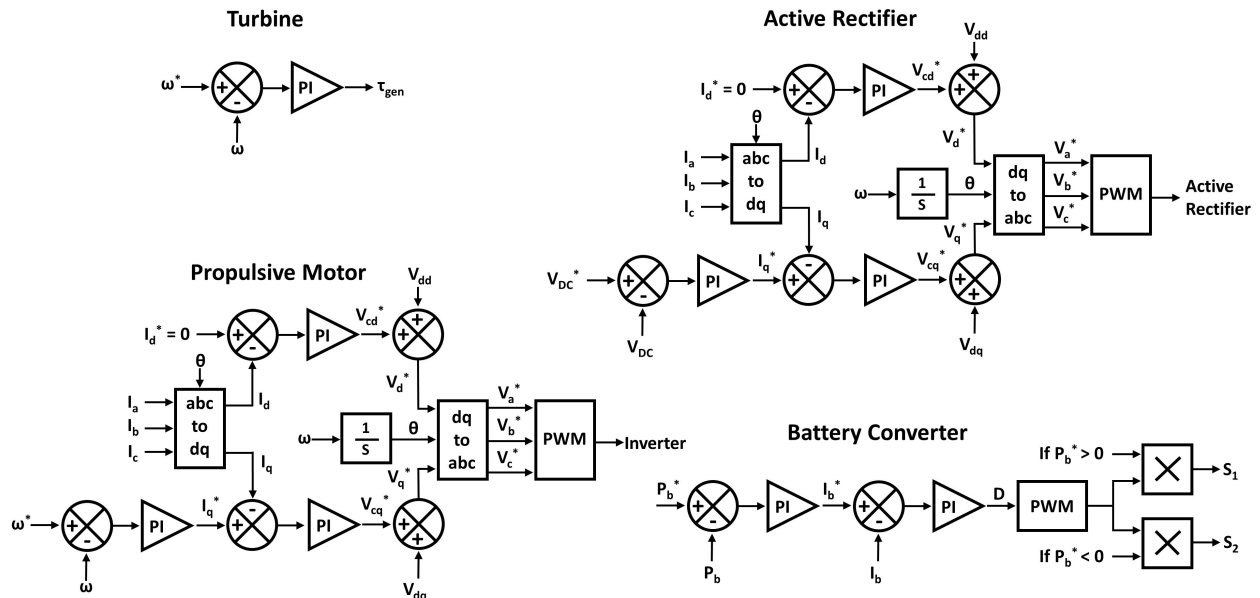 Turbine
ω*
+
-
PI
τgen
ω
Active Rectifier
Vdd
Id* = 0
+
-
PI
Vcd*
+
+
θ
Vd*
Ia
Ib
Ic
abc
to
dq
Id
Iq
ω
1
S
θ
dq
to
abc
Va*
Vb*
Vc*
PWM
Active
Rectifier
Vq*
VDC*
+
-
PI
Iq*
+
-
PI
Vcq*
+
+
VDC
Vdq
Propulsive Motor
Vdd
Id* = 0
+
-
PI
Vcd*
+
+
θ
Vd*
Ia
Ib
Ic
abc
to
dq
Id
Iq
ω
1
S
θ
dq
to
abc
Va*
Vb*
Vc*
PWM
Inverter
Vq*
ω*
+
-
PI
Iq*
+
-
PI
Vcq*
+
+
ω
Vdq
Battery Converter
Pb*
+
-
PI
Ib*
+
-
PI
D
PWM
If Pb* > 0
S1
If Pb* < 0
S2
Pb
Ib